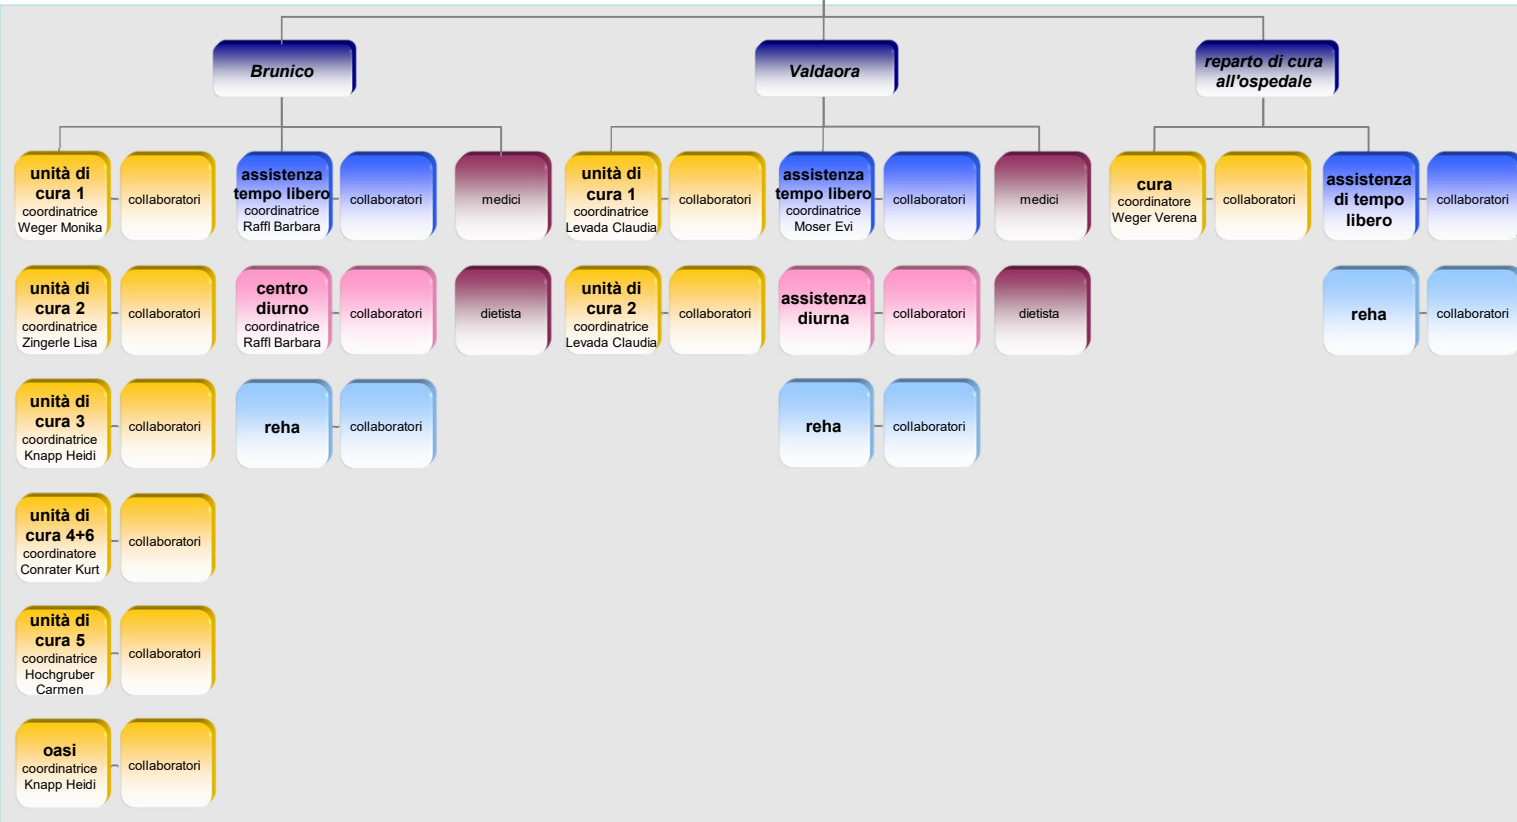 Brunico
Valdaora
reparto di cura
all'ospedale
unità di
cura 1
coordinatrice
Weger Monika
collaboratori
assistenza
tempo libero
coordinatrice
Raffl Barbara
collaboratori
medici
unità di
cura 1
coordinatrice
Levada Claudia
collaboratori
assistenza
tempo libero
coordinatrice
Moser Evi
collaboratori
medici
cura
coordinatore
Weger Verena
collaboratori
assistenza
di tempo
libero
collaboratori
unità di
cura 2
coordinatrice
Zingerle Lisa
collaboratori
centro
diurno
coordinatrice
Raffl Barbara
collaboratori
dietista
unità di
cura 2
coordinatrice
Levada Claudia
collaboratori
assistenza
diurna
collaboratori
dietista
reha
collaboratori
unità di
cura 3
coordinatrice
Knapp Heidi
collaboratori
reha
collaboratori
reha
collaboratori
unità di
cura 4+6
coordinatore
Conrater Kurt
collaboratori
unità di
cura 5
coordinatrice
Hochgruber
Carmen
collaboratori
oasi
coordinatrice
Knapp Heidi
collaboratori